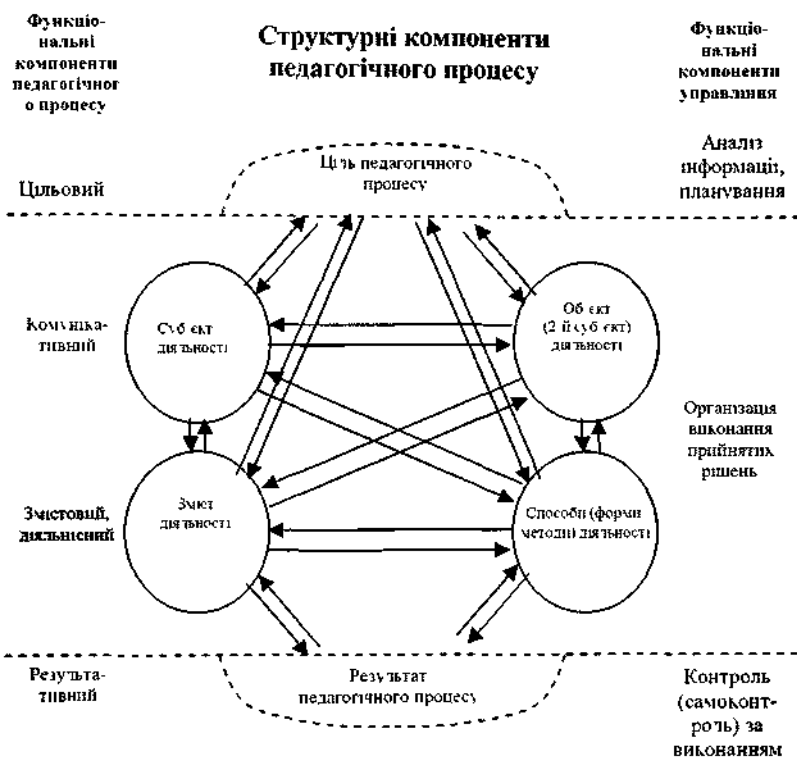 Функціо-
нальні
компоненти
педагогічног
о процесу
Структурні компоненти
педагогічного процесу
Функціо-
нальні
компоненти
управління
Цільовий
Ціль педагогічного
процесу
Аналіз
інформації,
планування
Комуніка-
тивний
Суб'єкт
діяльності
Об'єкт
(2-й суб'єкт)
діяльності
Організація
виконання
прийнятих
рішень
Змістовий,
діяльнісний
Зміст
діяльності
Способи (форми
методи) діяльності
Результа-
тивний
Результат
педагогічного процесу
Контроль
(самоконт-
роль) за
виконанням